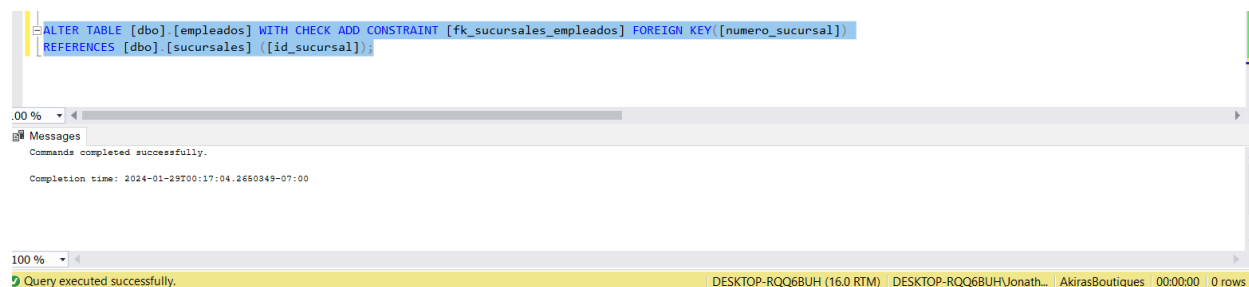 ALTER TABLE [dbo].[empleados] WITH CHECK ADD CONSTRAINT [fk_sucursales_empleados] FOREIGN KEY([numero_sucursal])
REFERENCES [dbo].[sucursales] ([id_sucursal]);
.00 %
Messages
Commands completed successfully.
Completion time: 2024-01-29T00:17:04.2650349-07:00
100 %
Query executed successfully. DESKTOP-RQQ6BUH (16.0 RTM) DESKTOP-RQQ6BUH\Jonath... AkirasBoutiques 00:00:00 0 rows